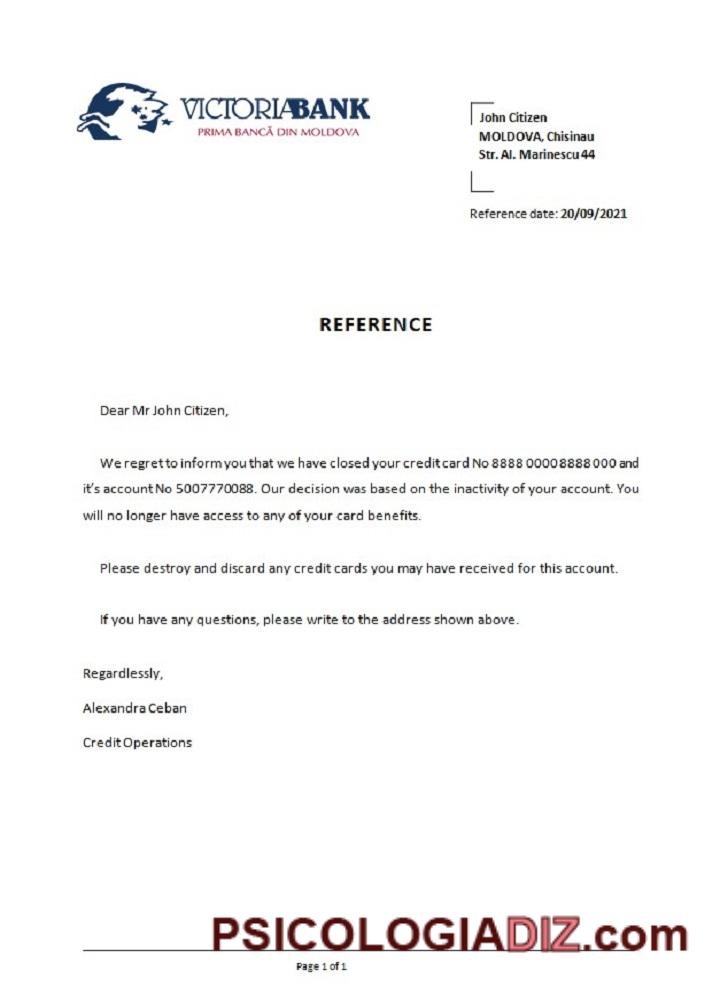 VICTORIABANK
PRIMA BANCĂ DIN MOLDOVA
John Citizen
MOLDOVA, Chisinau
Str. Al. Marinescu 44
Reference date: 20/09/2021
REFERENCE
Dear Mr John Citizen,
We regret to inform you that we have closed your credit card No 8888 0000 8888 000 and
it's account No 5007770088. Our decision was based on the inactivity of your account. You
will no longer have access to any of your card benefits.
Please destroy and discard any credit cards you may have received for this account.
If you have any questions, please write to the address shown above.
Regardlessly,
Alexandra Ceban
Credit Operations
PSICOLOGIADIZ.com
Page 1 of 1